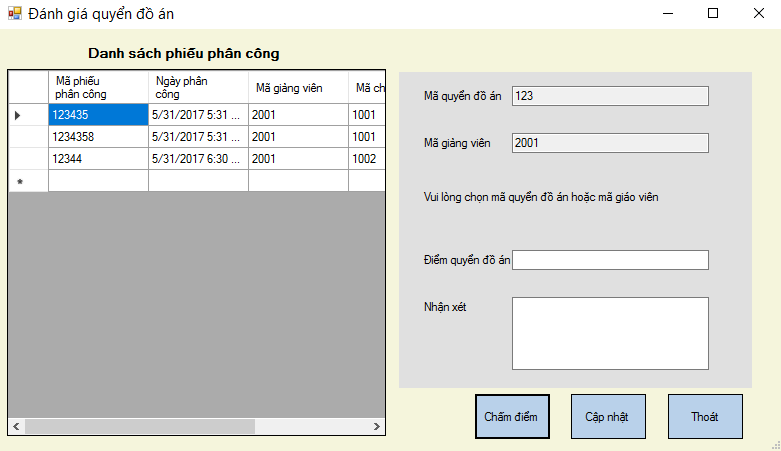 Đánh giá quyển đồ án
Danh sách phiếu phân công
Mã phiếu
phân công
Ngày phân
công
Mã giảng viên
Mã ch
123435
5/31/2017 5:31 ...
2001
1001
1234358
5/31/2017 5:31 ...
2001
1001
12344
5/31/2017 6:30 ...
2001
1002
Mã quyển đồ án
123
Mã giảng viên
2001
Vui lòng chọn mã quyển đồ án hoặc mã giáo viên
Điểm quyển đồ án
Nhận xét
Chấm điểm
Cập nhật
Thoát